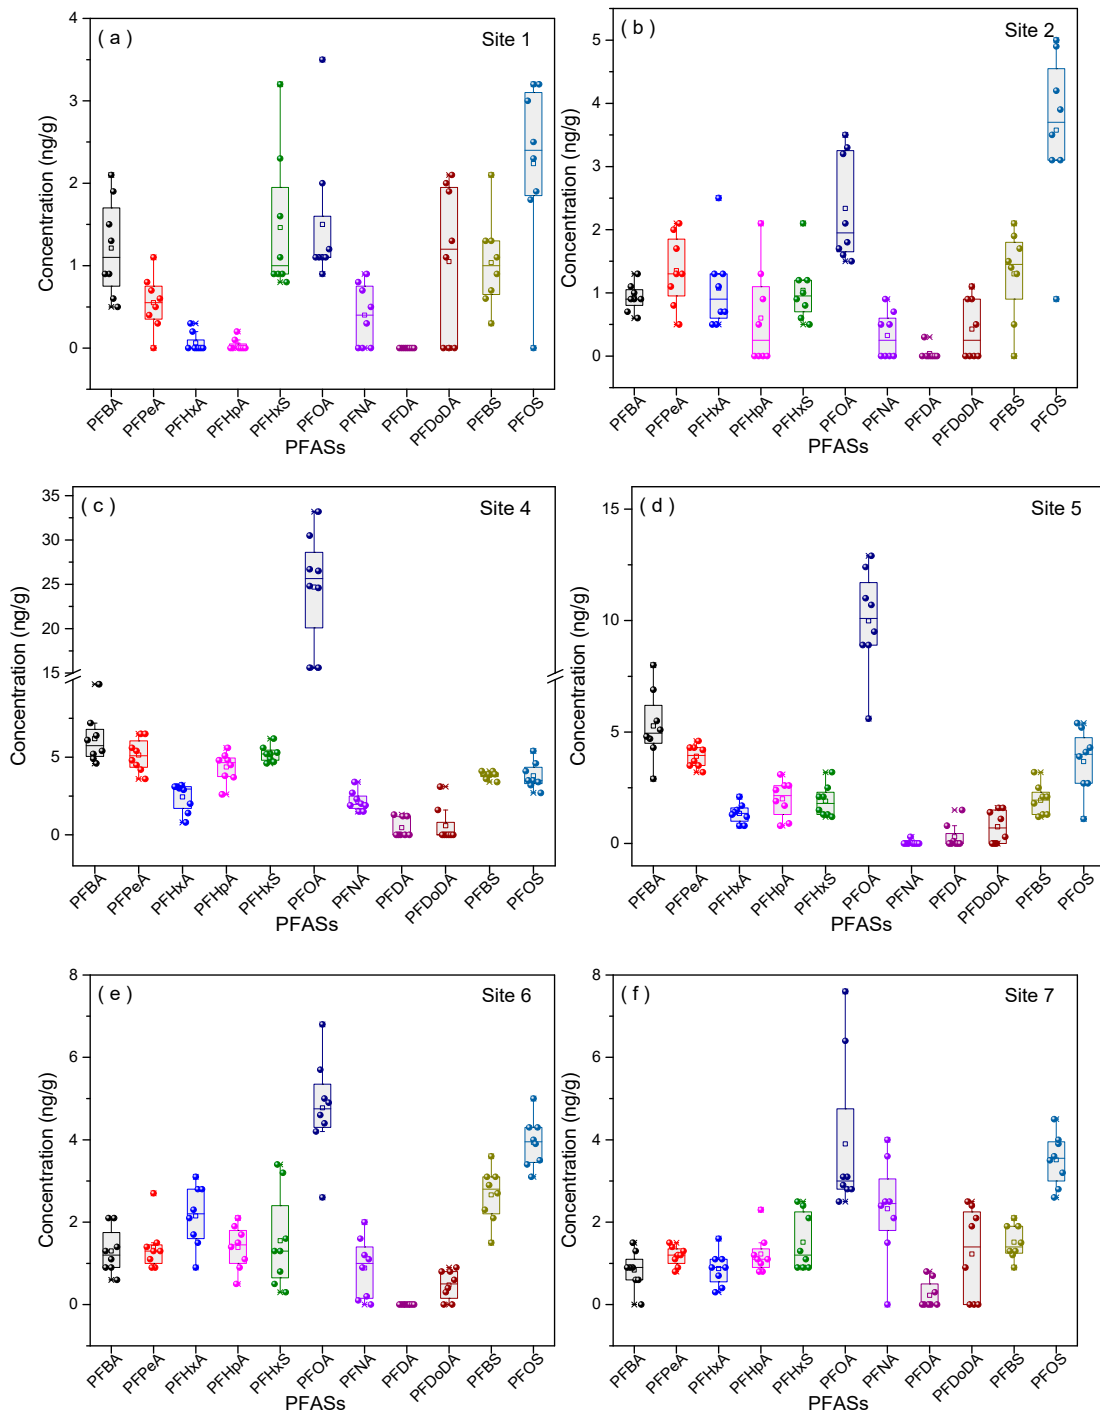 ( a )
Site 1
Concentration (ng/g)
4
3
2
1
0
PFBA
PFPeA
PFHxA
PFHpA
PFHxS
PFOA
PFNA
PFDA
PFDoDA
PFBS
PFOS
PFASs
( b )
Site 2
Concentration (ng/g)
5
4
3
2
1
0
PFBA
PFPeA
PFHxA
PFHpA
PFHxS
PFOA
PFNA
PFDA
PFDoDA
PFBS
PFOS
PFASs
( c )
Site 4
Concentration (ng/g)
35
30
25
20
15
5
0
PFBA
PFPeA
PFHxA
PFHpA
PFHxS
PFOA
PFNA
PFDA
PFDoDA
PFBS
PFOS
PFASs
( d )
Site 5
Concentration (ng/g)
15
10
5
0
PFBA
PFPeA
PFHxA
PFHpA
PFHxS
PFOA
PFNA
PFDA
PFDoDA
PFBS
PFOS
PFASs
( e )
Site 6
Concentration (ng/g)
8
6
4
2
0
PFBA
PFPeA
PFHxA
PFHpA
PFHxS
PFOA
PFNA
PFDA
PFDoDA
PFBS
PFOS
PFASs
( f )
Site 7
Concentration (ng/g)
8
6
4
2
0
PFBA
PFPeA
PFHxA
PFHpA
PFHxS
PFOA
PFNA
PFDA
PFDoDA
PFBS
PFOS
PFASs